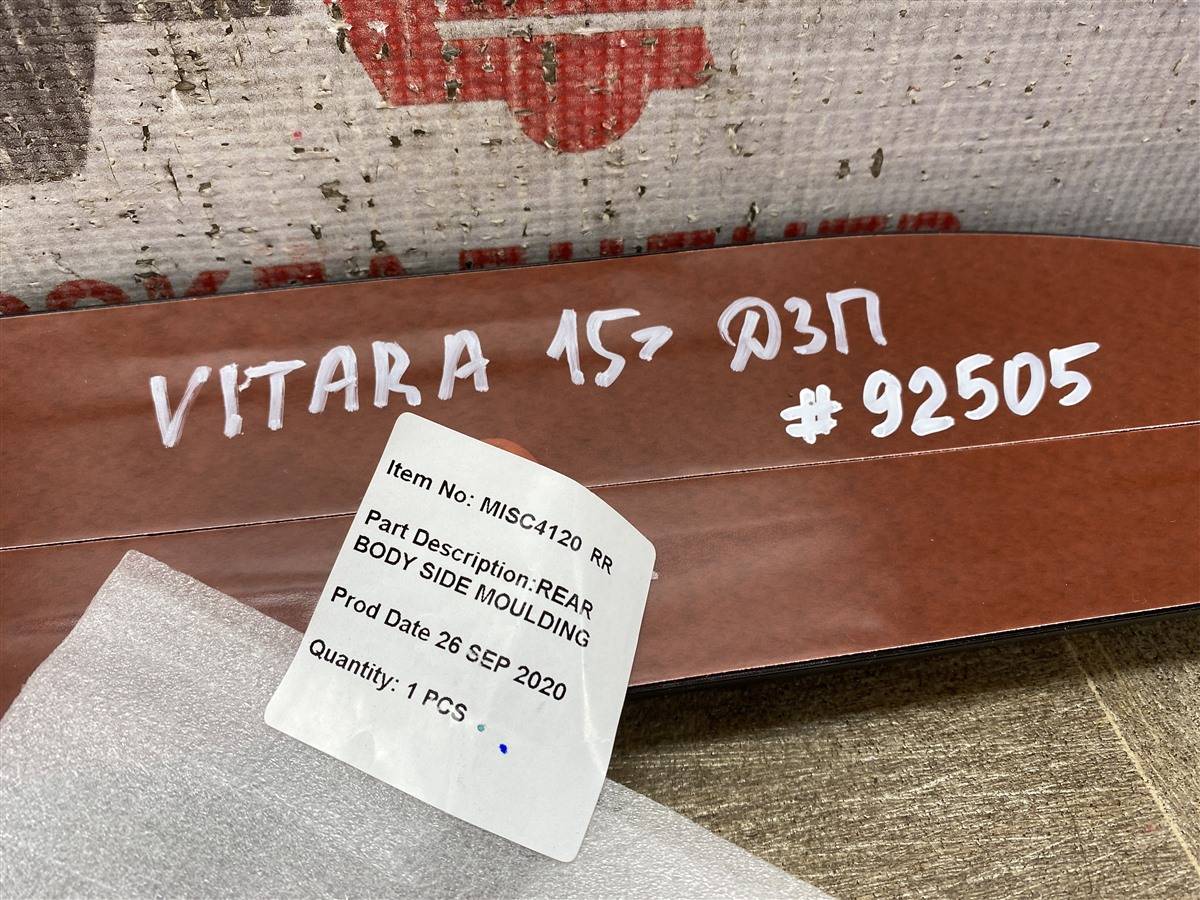 VITARA 15> ДЗП
#92505
Item No: MISC4120 RR
Part Description:REAR
BODY SIDE MOULDING
Prod Date 26 SEP 2020
Quantity: 1 PCS